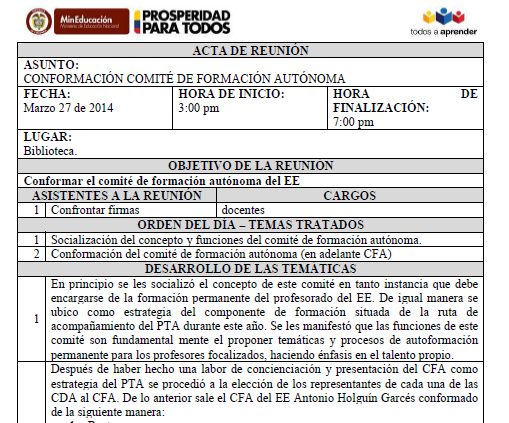 MinEducación
Ministerio de Educación Nacional
PROSPERIDAD
PARA TODOS
todos a aprender
ACTA DE REUNIÓN
ASUNTO:
CONFORMACIÓN COMITÉ DE FORMACIÓN AUTÓNOMA
FECHA:
Marzo 27 de 2014
HORA DE INICIO:
3:00 pm
HORA DE
FINALIZACIÓN:
7:00 pm
LUGAR:
Biblioteca.
OBJETIVO DE LA REUNION
Conformar el comité de formación autónoma del EE
ASISTENTES A LA REUNIÓN CARGOS
1 Confrontar firmas docentes
ORDEN DEL DÍA – TEMAS TRATADOS
1 Socialización del concepto y funciones del comité de formación autónoma.
2 Conformación del comité de formación autónoma (en adelante CFA)
DESARROLLO DE LAS TEMATICAS
1
En principio se les socializó el concepto de este comité en tanto instancia que debe
encargarse de la formación permanente del profesorado del EE. De igual manera se
ubico como estrategia del componente de formación situada de la ruta de
acompañamiento del PTA durante este año. Se les manifestó que las funciones de este
comité son fundamental mente el proponer temáticas y procesos de autoformación
permanente para los profesores focalizados, haciendo énfasis en el talento propio.
Después de haber hecho una labor de concienciación y presentación del CFA como
estrategia del PTA se procedió a la elección de los representantes de cada una de las
CDA al CFA. De lo anterior sale el CFA del EE Antonio Holguín Garcés conformado
de la siguiente manera: